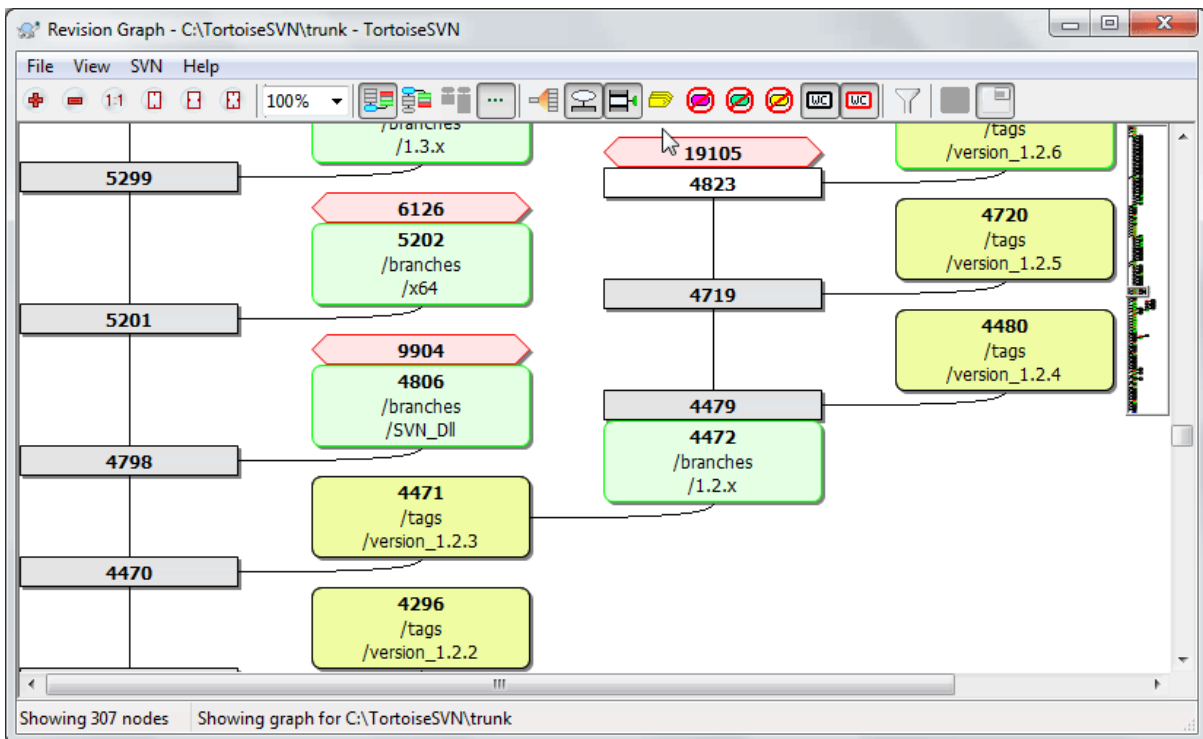 Revision Graph - C:\TortoiseSVN\trunk - TortoiseSVN
File View SVN Help
1:1 100% WC WC
/branches
/1.3.x
5299
6126
5202
/branches
/x64
5201
9904
4806
/branches
/SVN_Dll
4798
4471
/tags
/version_1.2.3
4470
4296
/tags
/version_1.2.2
19105
4823
4719
4479
4472
/branches
/1.2.x
/tags
/version_1.2.6
4720
/tags
/version_1.2.5
4480
/tags
/version_1.2.4
Showing 307 nodes Showing graph for C:\TortoiseSVN\trunk